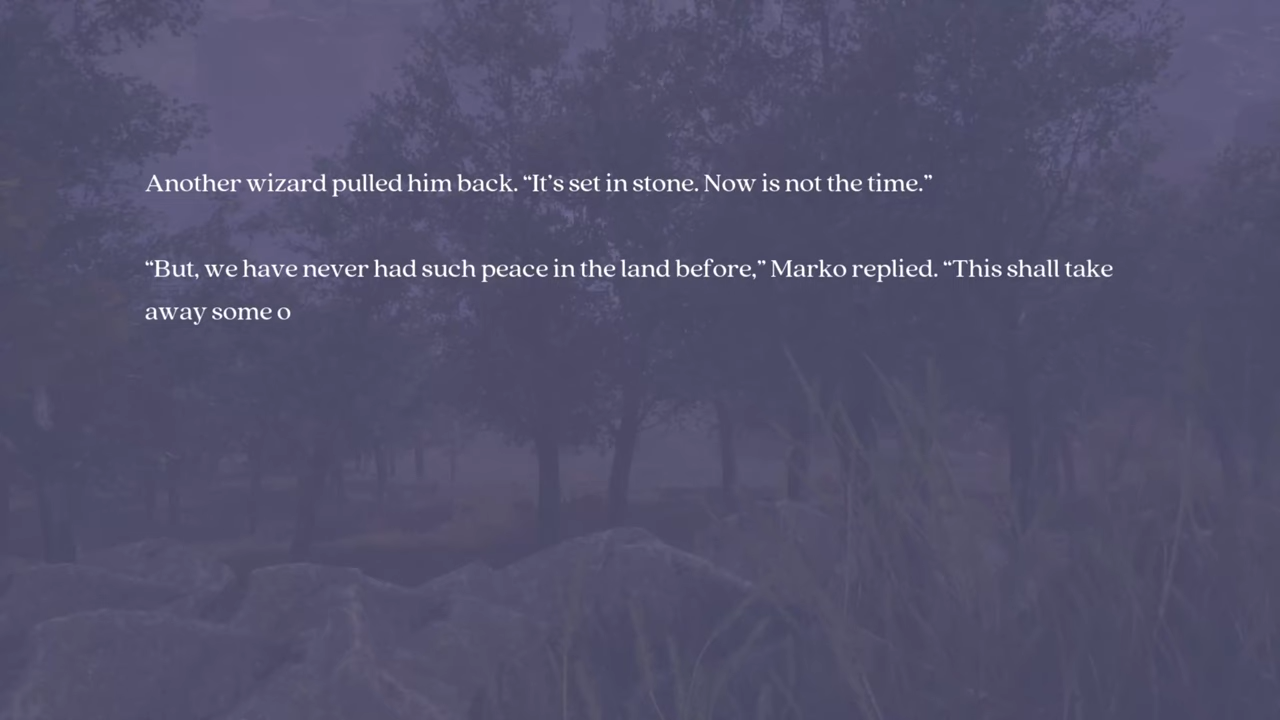 Another wizard pulled him back. “It’s set in stone. Now is not the time.”
“But, we have never had such peace in the land before,” Marko replied. “This shall take
away some o